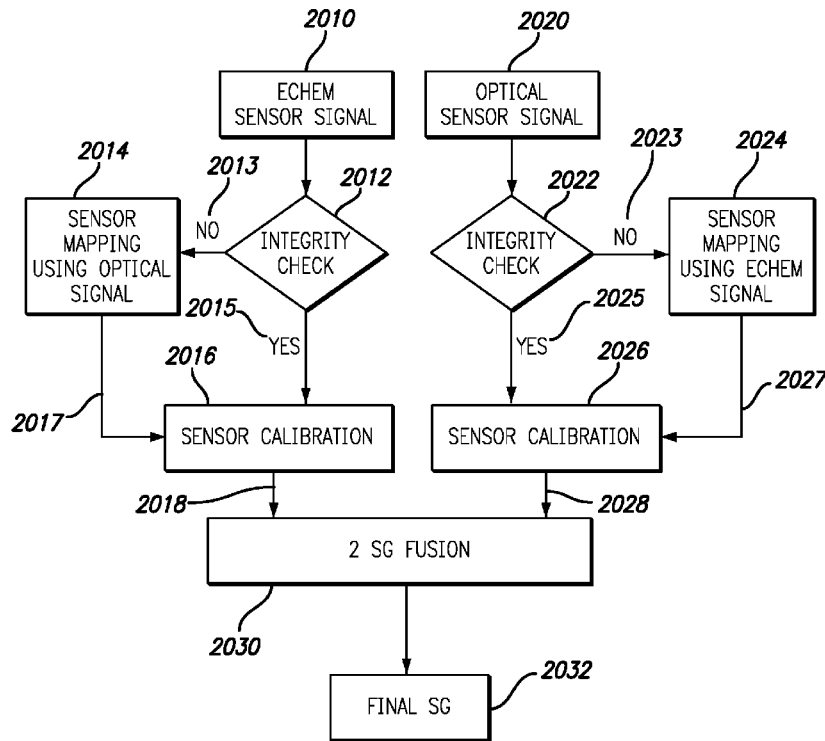 2010
2020
ECHEM
SENSOR SIGNAL
OPTICAL
SENSOR SIGNAL
2014
2013
2012
2022
2023
2024
SENSOR
MAPPING
USING OPTICAL
SIGNAL
NO
INTEGRITY
CHECK
INTEGRITY
CHECK
NO
SENSOR
MAPPING
USING ECHEM
SIGNAL
2015
YES
2025
YES
2016
2026
2017
2027
SENSOR CALIBRATION
SENSOR CALIBRATION
2018
2028
2 SG FUSION
2030
2032
FINAL SG